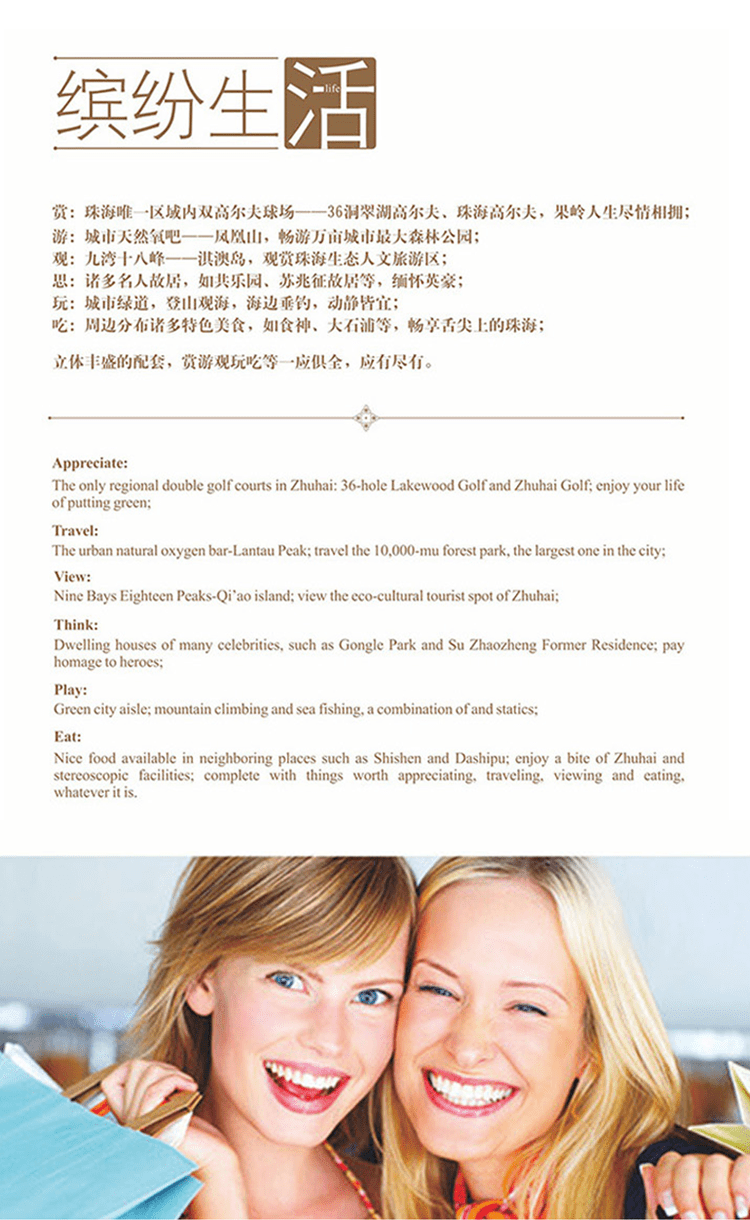 缤纷生活
life
赏：珠海唯一区域内双高尔夫球场——36洞翠湖高尔夫、珠海高尔夫，果岭人生尽情相拥；
游：城市天然氧吧——凤凰山，畅游万亩城市最大森林公园；
观：九湾十八峰——淇澳岛，观赏珠海生态人文旅游区；
思：诸多名人故居，如共乐园、苏兆征故居等，缅怀英豪；
玩：城市绿道，登山观海，海边垂钓，动静皆宜；
吃：周边分布诸多特色美食，如食神、大石浦等，畅享舌尖上的珠海；
立体丰盛的配套，赏游观玩吃等一应俱全，应有尽有。
Appreciate:
The only regional double golf courts in Zhuhai: 36-hole Lakewood Golf and Zhuhai Golf; enjoy your life
of putting green;
Travel:
The urban natural oxygen bar-Lantau Peak; travel the 10,000-mu forest park, the largest one in the city;
View:
Nine Bays Eighteen Peaks-Qi'ao island; view the eco-cultural tourist spot of Zhuhai;
Think:
Dwelling houses of many celebrities, such as Gongle Park and Su Zhaozheng Former Residence; pay
homage to heroes;
Play:
Green city aisle; mountain climbing and sea fishing, a combination of and statics;
Eat:
Nice food available in neighboring places such as Shishen and Dashipu; enjoy a bite of Zhuhai and
stereoscopic facilities; complete with things worth appreciating, traveling, viewing and eating,
whatever it is.